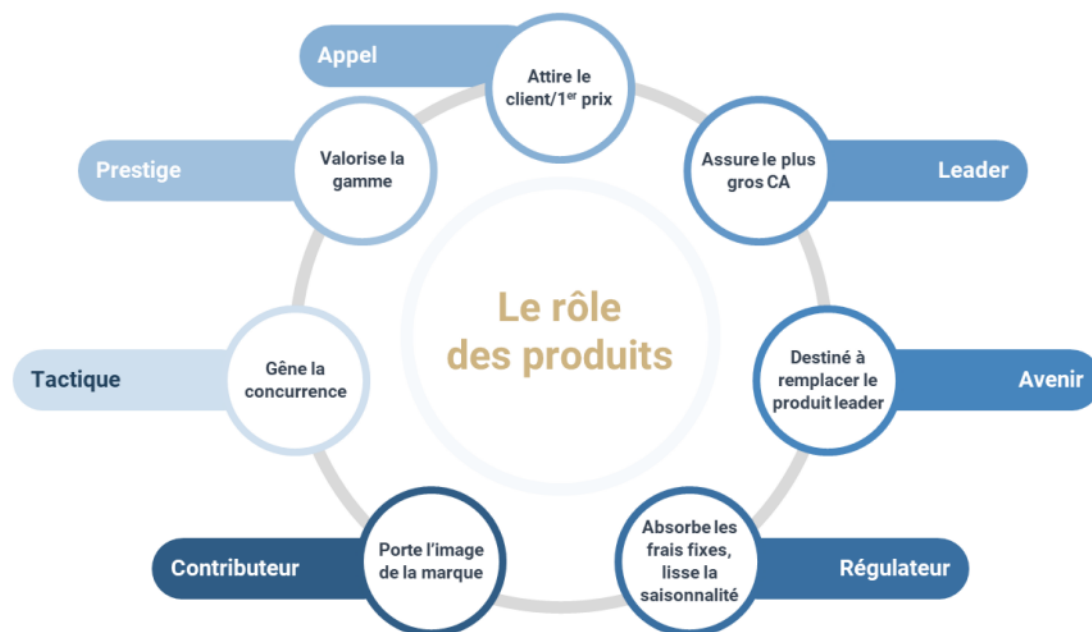 Appel
Attire le
client/1er prix
Assure le plus
gros CA
Leader
Destiné à
remplacer le
produit leader
Avenir
Absorbe les
frais fixes,
lisse la
saisonnalité
Régulateur
Contributeur
Porte l'image
de la marque
Tactique
Gêne la
concurrence
Prestige
Valorise la
gamme
Le rôle
des produits